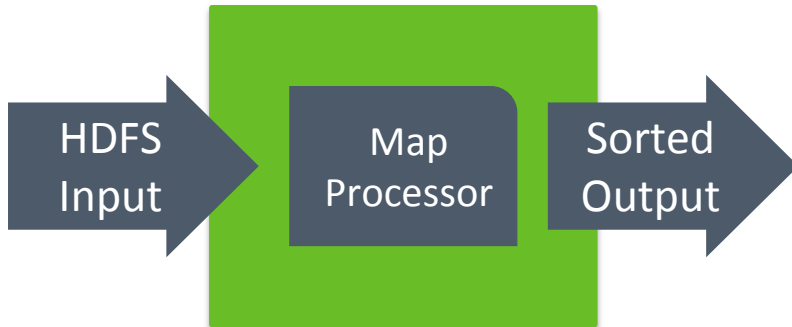 HDFS
Input
Map
Processor
Sorted
Output